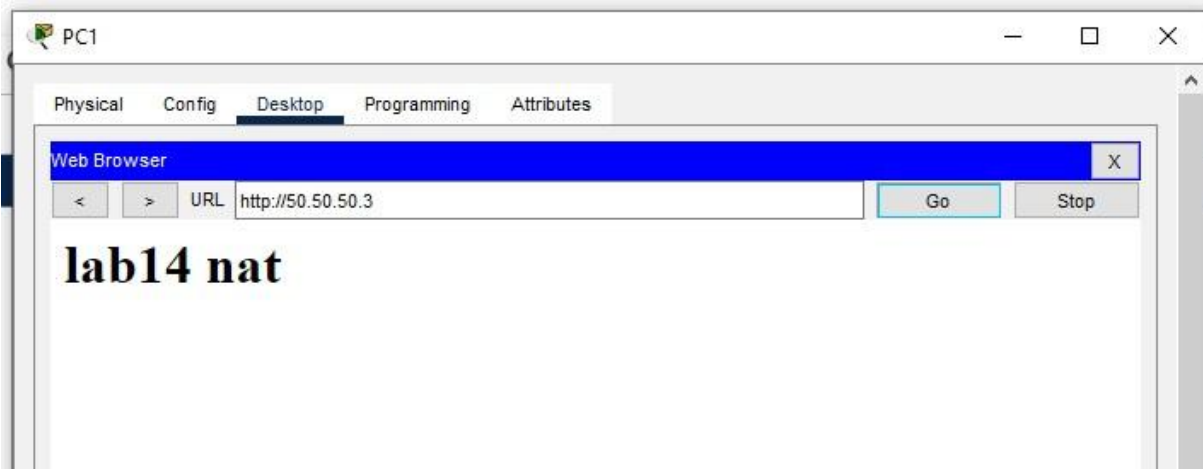 PC1
Physical Config Desktop Programming Attributes
Web Browser X
< > URL http://50.50.50.3 Go Stop
lab14 nat